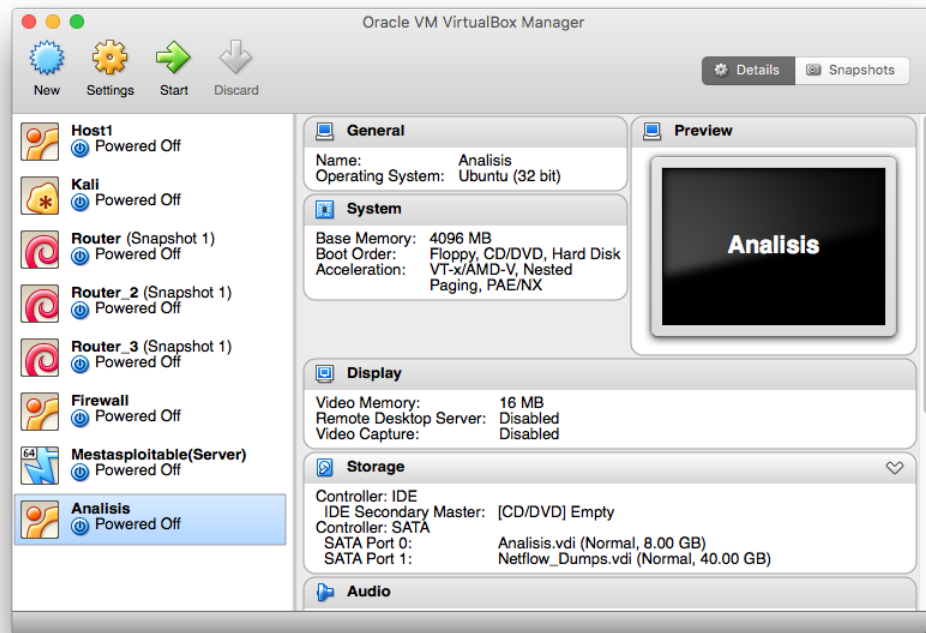 Oracle VM VirtualBox Manager
New
Settings
Start
Discard
Details
Snapshots
Host1
Powered Off
Kali
Powered Off
Router (Snapshot 1)
Powered Off
Router_2 (Snapshot 1)
Powered Off
Router_3 (Snapshot 1)
Powered Off
Firewall
Powered Off
64
Mestasploitable(Server)
Powered Off
Analisis
Powered Off
General
Name: Analisis
Operating System: Ubuntu (32 bit)
System
Base Memory: 4096 MB
Boot Order: Floppy, CD/DVD, Hard Disk
Acceleration: VT-x/AMD-V, Nested
Paging, PAE/NX
Preview
Analisis
Display
Video Memory: 16 MB
Remote Desktop Server: Disabled
Video Capture: Disabled
Storage
Controller: IDE
IDE Secondary Master: [CD/DVD] Empty
Controller: SATA
SATA Port 0: Analisis.vdi (Normal, 8.00 GB)
SATA Port 1: Netflow_Dumps.vdi (Normal, 40.00 GB)
Audio